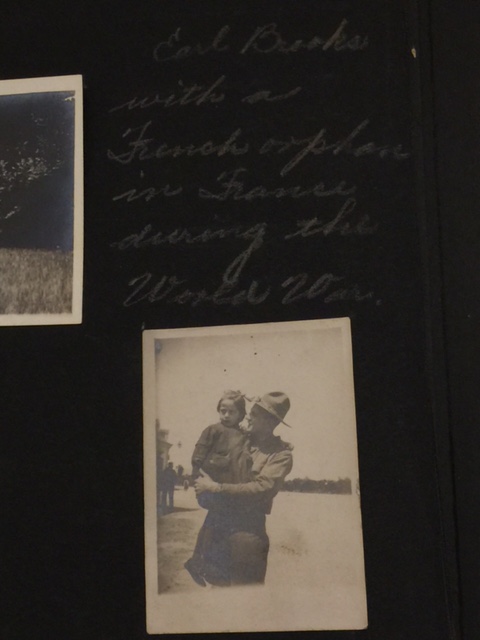 Earl Brooks
with a
French orphan
in France
during the
World War.